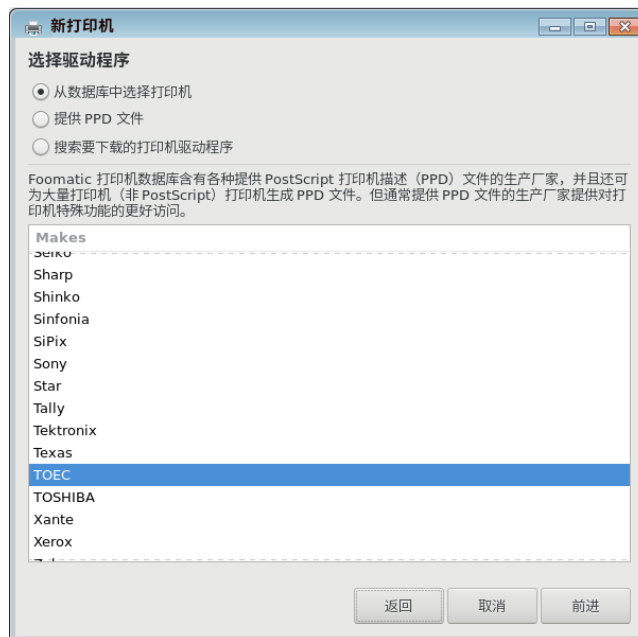 新打印机
选择驱动程序
从数据库中选择打印机
提供 PPD 文件
搜索要下载的打印机驱动程序
Foomatic 打印机数据库含有各种提供 PostScript 打印机描述（PPD）文件的生产厂家，并且还可
为大量打印机（非 PostScript）打印机生成 PPD 文件。但通常提供 PPD 文件的生产厂家提供对打
印机特殊功能的更好访问。
Makes
Seiko
Sharp
Shinko
Sinfonia
SiPix
Sony
Star
Tally
Tektronix
Texas
TOEC
TOSHIBA
Xante
Xerox
返回
取消
前进